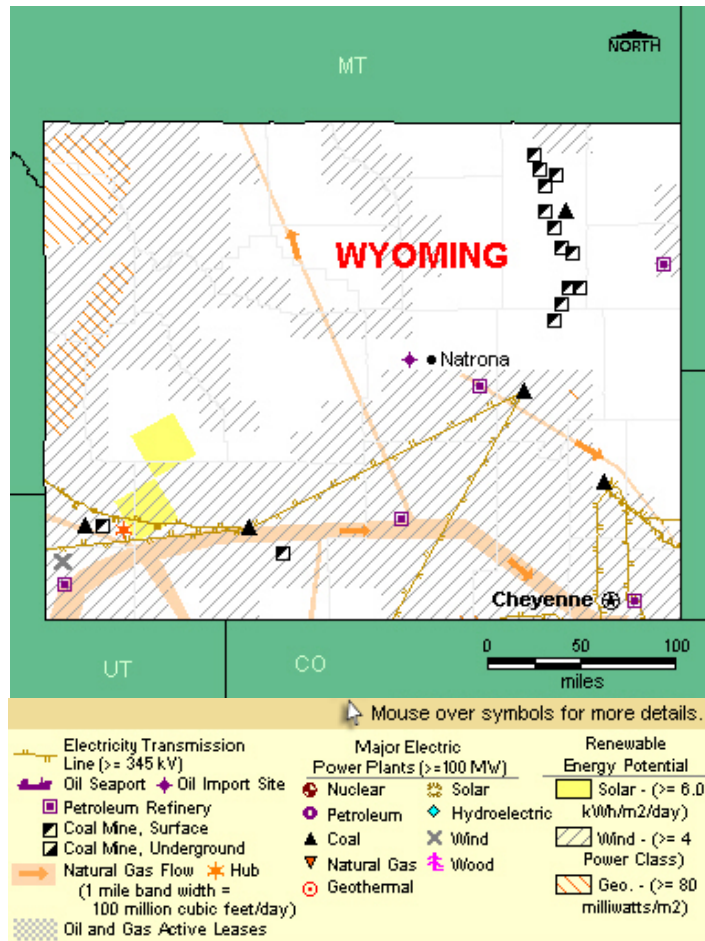 NORTH
MT
WYOMING
Natrona
Cheyenne
0 50 100
miles
UT
CO
Mouse over symbols for more details.
Electricity Transmission
Line (>= 345 kV)
Oil Seaport Oil Import Site
Petroleum Refinery
Coal Mine, Surface
Coal Mine, Underground
Natural Gas Flow Hub
(1 mile band width =
100 million cubic feet/day)
Oil and Gas Active Leases
Major Electric
Power Plants (>=100 MW)
Nuclear Solar
Petroleum Hydroelectric
Coal Wind
Natural Gas Wood
Geothermal
Renewable
Energy Potential
Solar - (>= 6.0
kWh/m2/day)
Wind - (>= 4
Power Class)
Geo. - (>= 80
milliwatts/m2)